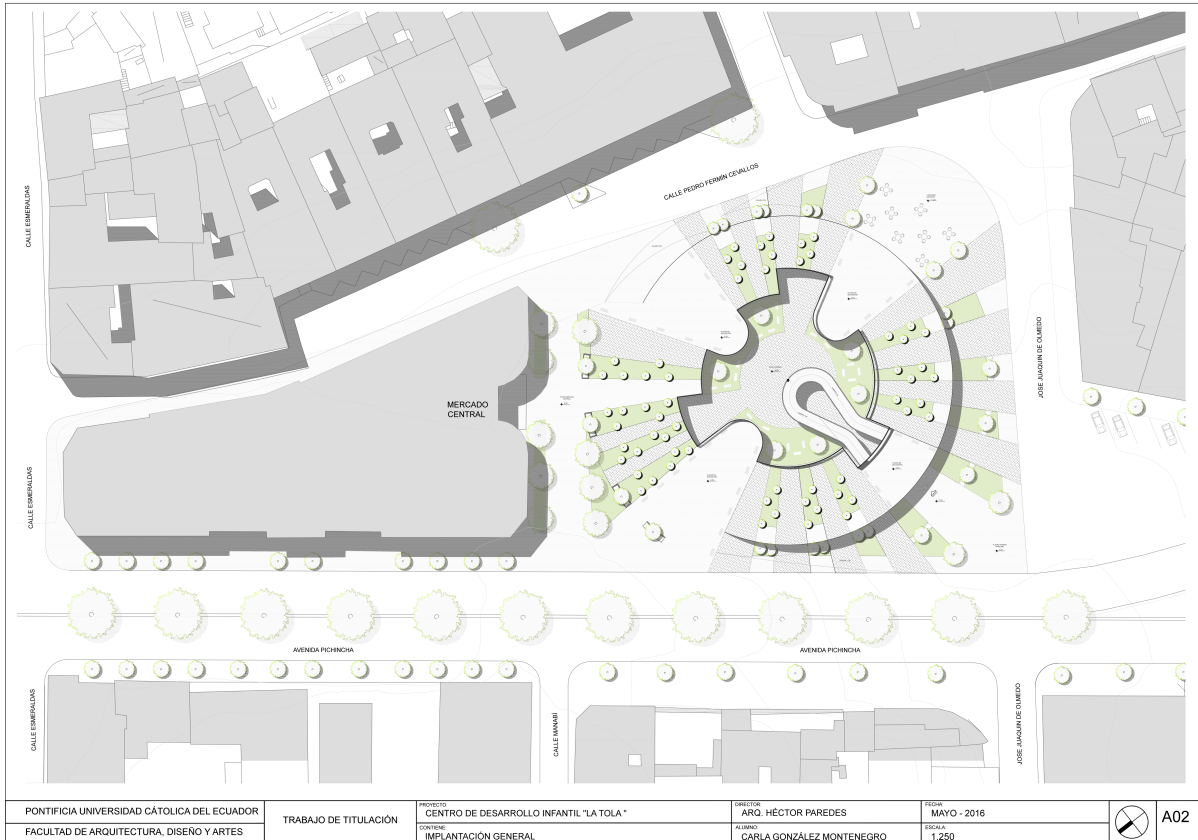 CALLE ESMERALDAS
CALLE PEDRO FERMÍN CEVALLOS
JOSE JUAQUIN DE OLMEDO
MERCADO
CENTRAL
CALLE ESMERALDAS
AVENIDA PICHINCHA
AVENIDA PICHINCHA
CALLE ESMERALDAS
CALLE MANABÍ
JOSE JUAQUIN DE OLMEDO
PONTIFICIA UNIVERSIDAD CATÓLICA DEL ECUADOR
FACULTAD DE ARQUITECTURA, DISEÑO Y ARTES
TRABAJO DE TITULACIÓN
PROYECTO:
CENTRO DE DESARROLLO INFANTIL "LA TOLA "
CONTIENE:
IMPLANTACIÓN GENERAL
DIRECTOR:
ARQ. HÉCTOR PAREDES
ALUMNO:
CARLA GONZÁLEZ MONTENEGRO
FECHA:
MAYO - 2016
ESCALA:
1.250
A02